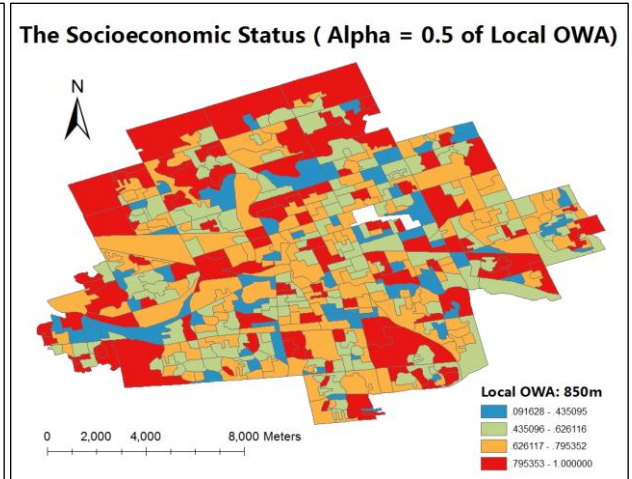 The Socioeconomic Status ( Alpha = 0.5 of Local OWA)
N
Local OWA: 850m
.091628 - .435095
.435096 - .626116
.626117 - .795352
.795353 - 1.000000
0 2,000 4,000 8,000 Meters